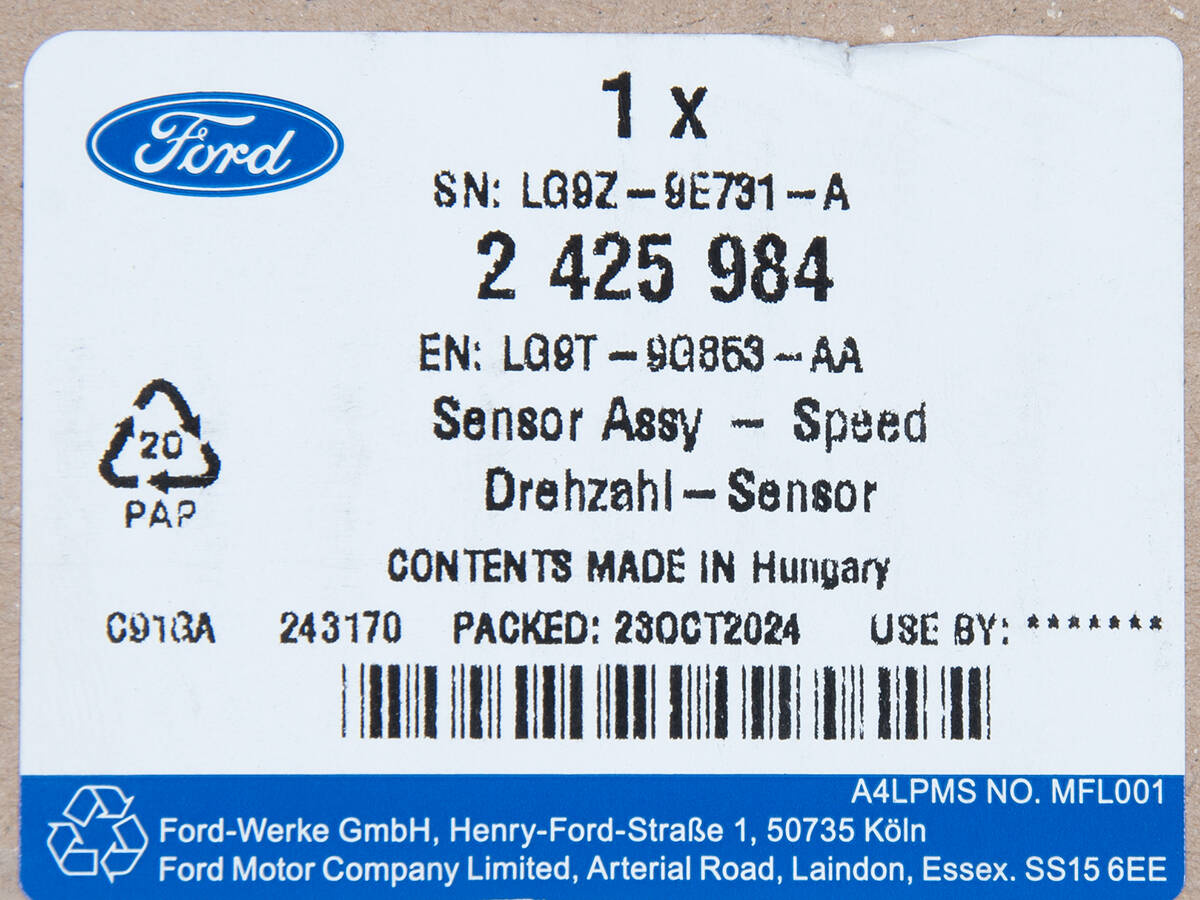 Ford
1 x
SN: LG9Z-9E731-A
2 425 984
EN: LG9T-9G853-AA
Sensor Assy - Speed
Drehzahl-Sensor
20
PAP
CONTENTS MADE IN Hungary
243170 PACKED: 23OCT2024 USE BY: *******
A4LPMS NO. MFL001
Ford-Werke GmbH, Henry-Ford-Straße 1, 50735 Köln
Ford Motor Company Limited, Arterial Road, Laindon, Essex. SS15 6EE